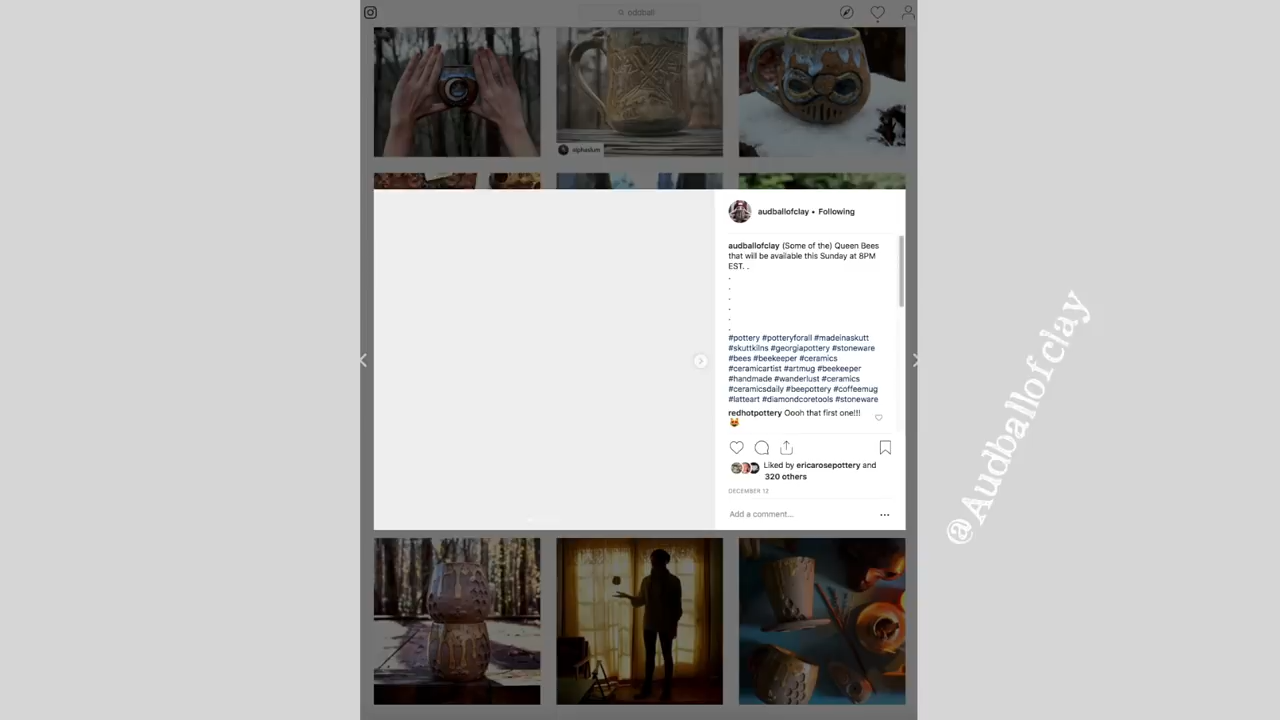 oddball
alphaslum
audballofclay • Following
audballofclay (Some of the) Queen Bees
that will be available this Sunday at 8PM
EST. .
.
.
.
.
.
.
#pottery #potteryforall #madeinaskutt
#skuttkilns #georgiapottery #stoneware
#bees #beekeeper #ceramics
#ceramicartist #artmug #beekeeper
#handmade #wanderlust #ceramics
#ceramicsdaily #beepottery #coffeemug
#latteart #diamondcoretools #stoneware
redhotpottery Oooh that first one!!!
😻
Liked by ericarosepottery and
320 others
DECEMBER 12
Add a comment...
@Audballofclay